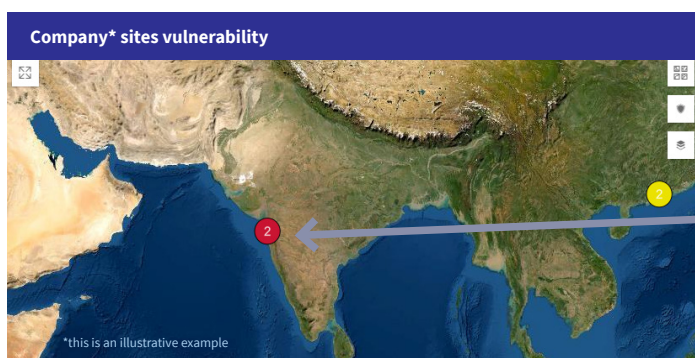 Company* sites vulnerability
2
2
*this is an illustrative example